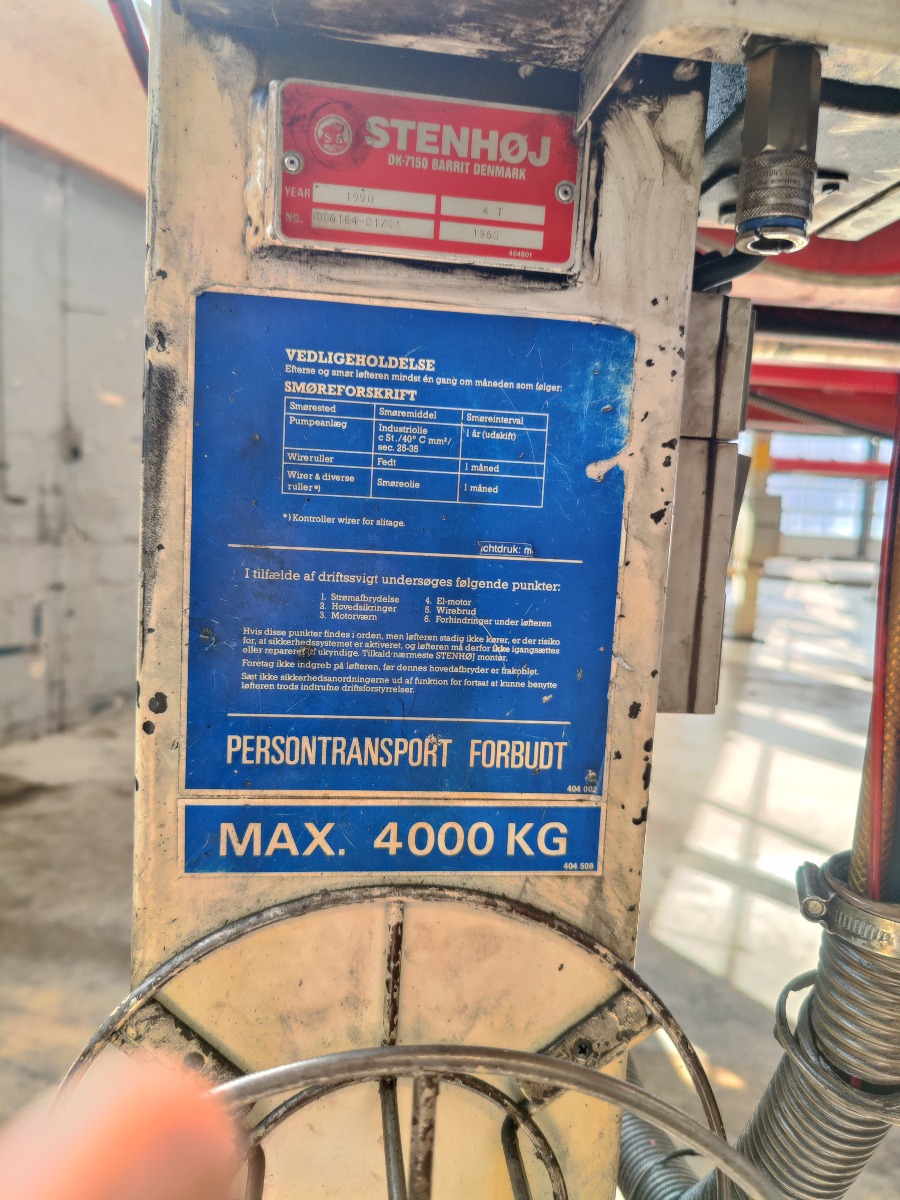 STENHØJ
DK-7150 BARRIT DENMARK
YEAR 1990 4 T
NO. 1960
404801
VEDLIGEHOLDELSE
Efterse og smør løfteren mindst én gang om måneden som følger:
SMØREFORSKRIFT
Smørested Smøremiddel Smøreinterval
Pumpeanlæg Industriolie 1 år (udskift)
c St./40° C mm²/
sec. 25-35
Wireruller Fedt 1 måned
Wirer & diverse Smøreolie 1 måned
ruller*)
*) Kontroller wirer for slitage.
chtdruk: m
I tilfælde af driftssvigt undersøges følgende punkter:
1. Strømafbrydelse 4. El-motor
2. Hovedsikringer 5. Wirebrud
3. Motorværn 6. Forhindringer under løfteren
Hvis disse punkter findes i orden, men løfteren stadig ikke kører, er der risiko
for, at sikkerhedssystemet er aktiveret, og løfteren må derfor ikke igangsættes
eller repareres af ukyndige. Tilkald nærmeste STENHØJ montør.
Foretag ikke indgreb på løfteren, før dennes hovedafbryder er frakoblet.
Sæt ikke sikkerhedsanordningerne ud af funktion for fortsat at kunne benytte
løfteren trods indtrufne driftsforstyrrelser.
PERSONTRANSPORT FORBUDT
404 002
MAX. 4000 KG
404 508